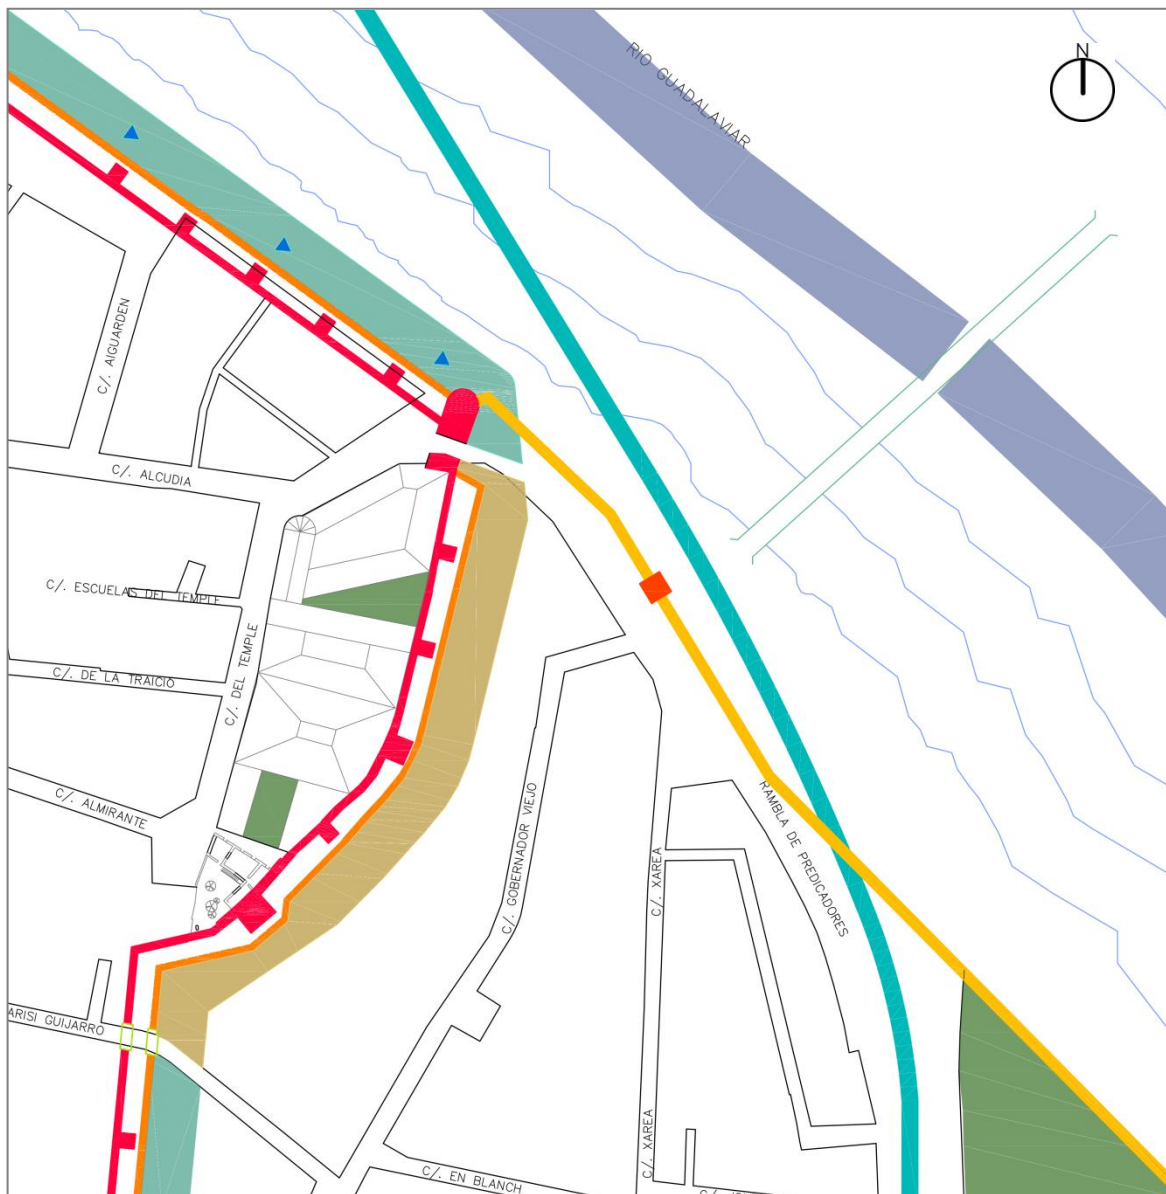 N
RIO GUADALAVIAR
C/. AIGUARDEN
C/. ALCUDIA
C/. ESCUELAS DEL TEMPLE
C/. DEL TEMPLE
C/. DE LA TRAICIO
C/. ALMIRANTE
C/. GOBERNADOR VIEJO
RAMBLA DE PREDICADORES
C/. XAREA
ARISI GUIJARRO
C/. XAREA
C/. EN BLANCH